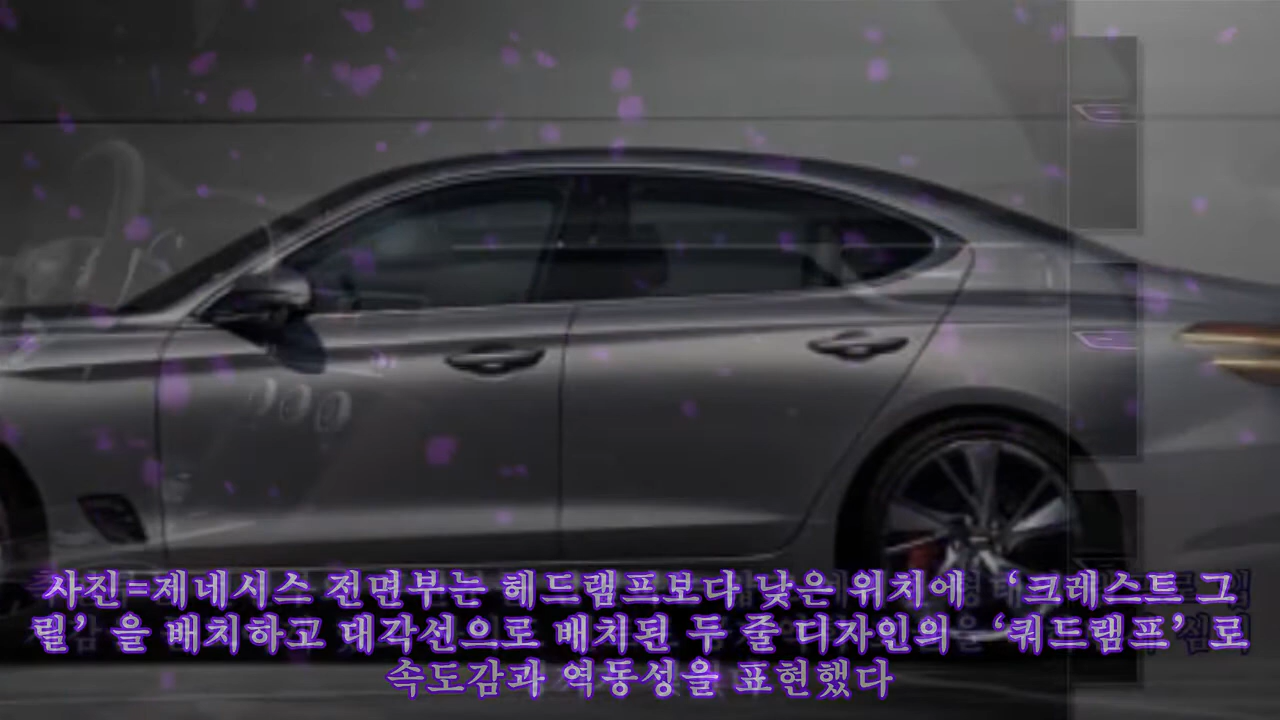 사진=제네시스 전면부는 헤드램프보다 낮은 위치에 ‘크레스트 그
릴’을 배치하고 대각선으로 배치된 두 줄 디자인의 ‘쿼드램프’로
속도감과 역동성을 표현했다